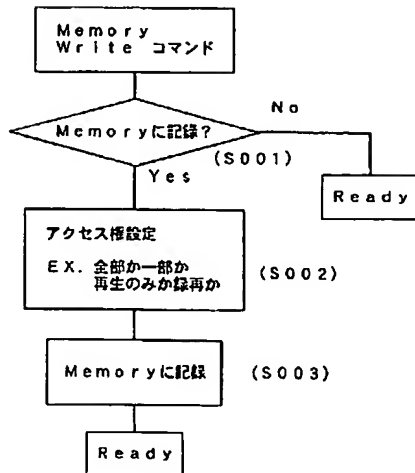 Memory
Write コマンド
No
Memoryに記録?
(S001)
Yes
Ready
アクセス権設定
EX. 全部か一部か
再生のみか録再か
(S002)
Memoryに記録
(S003)
Ready